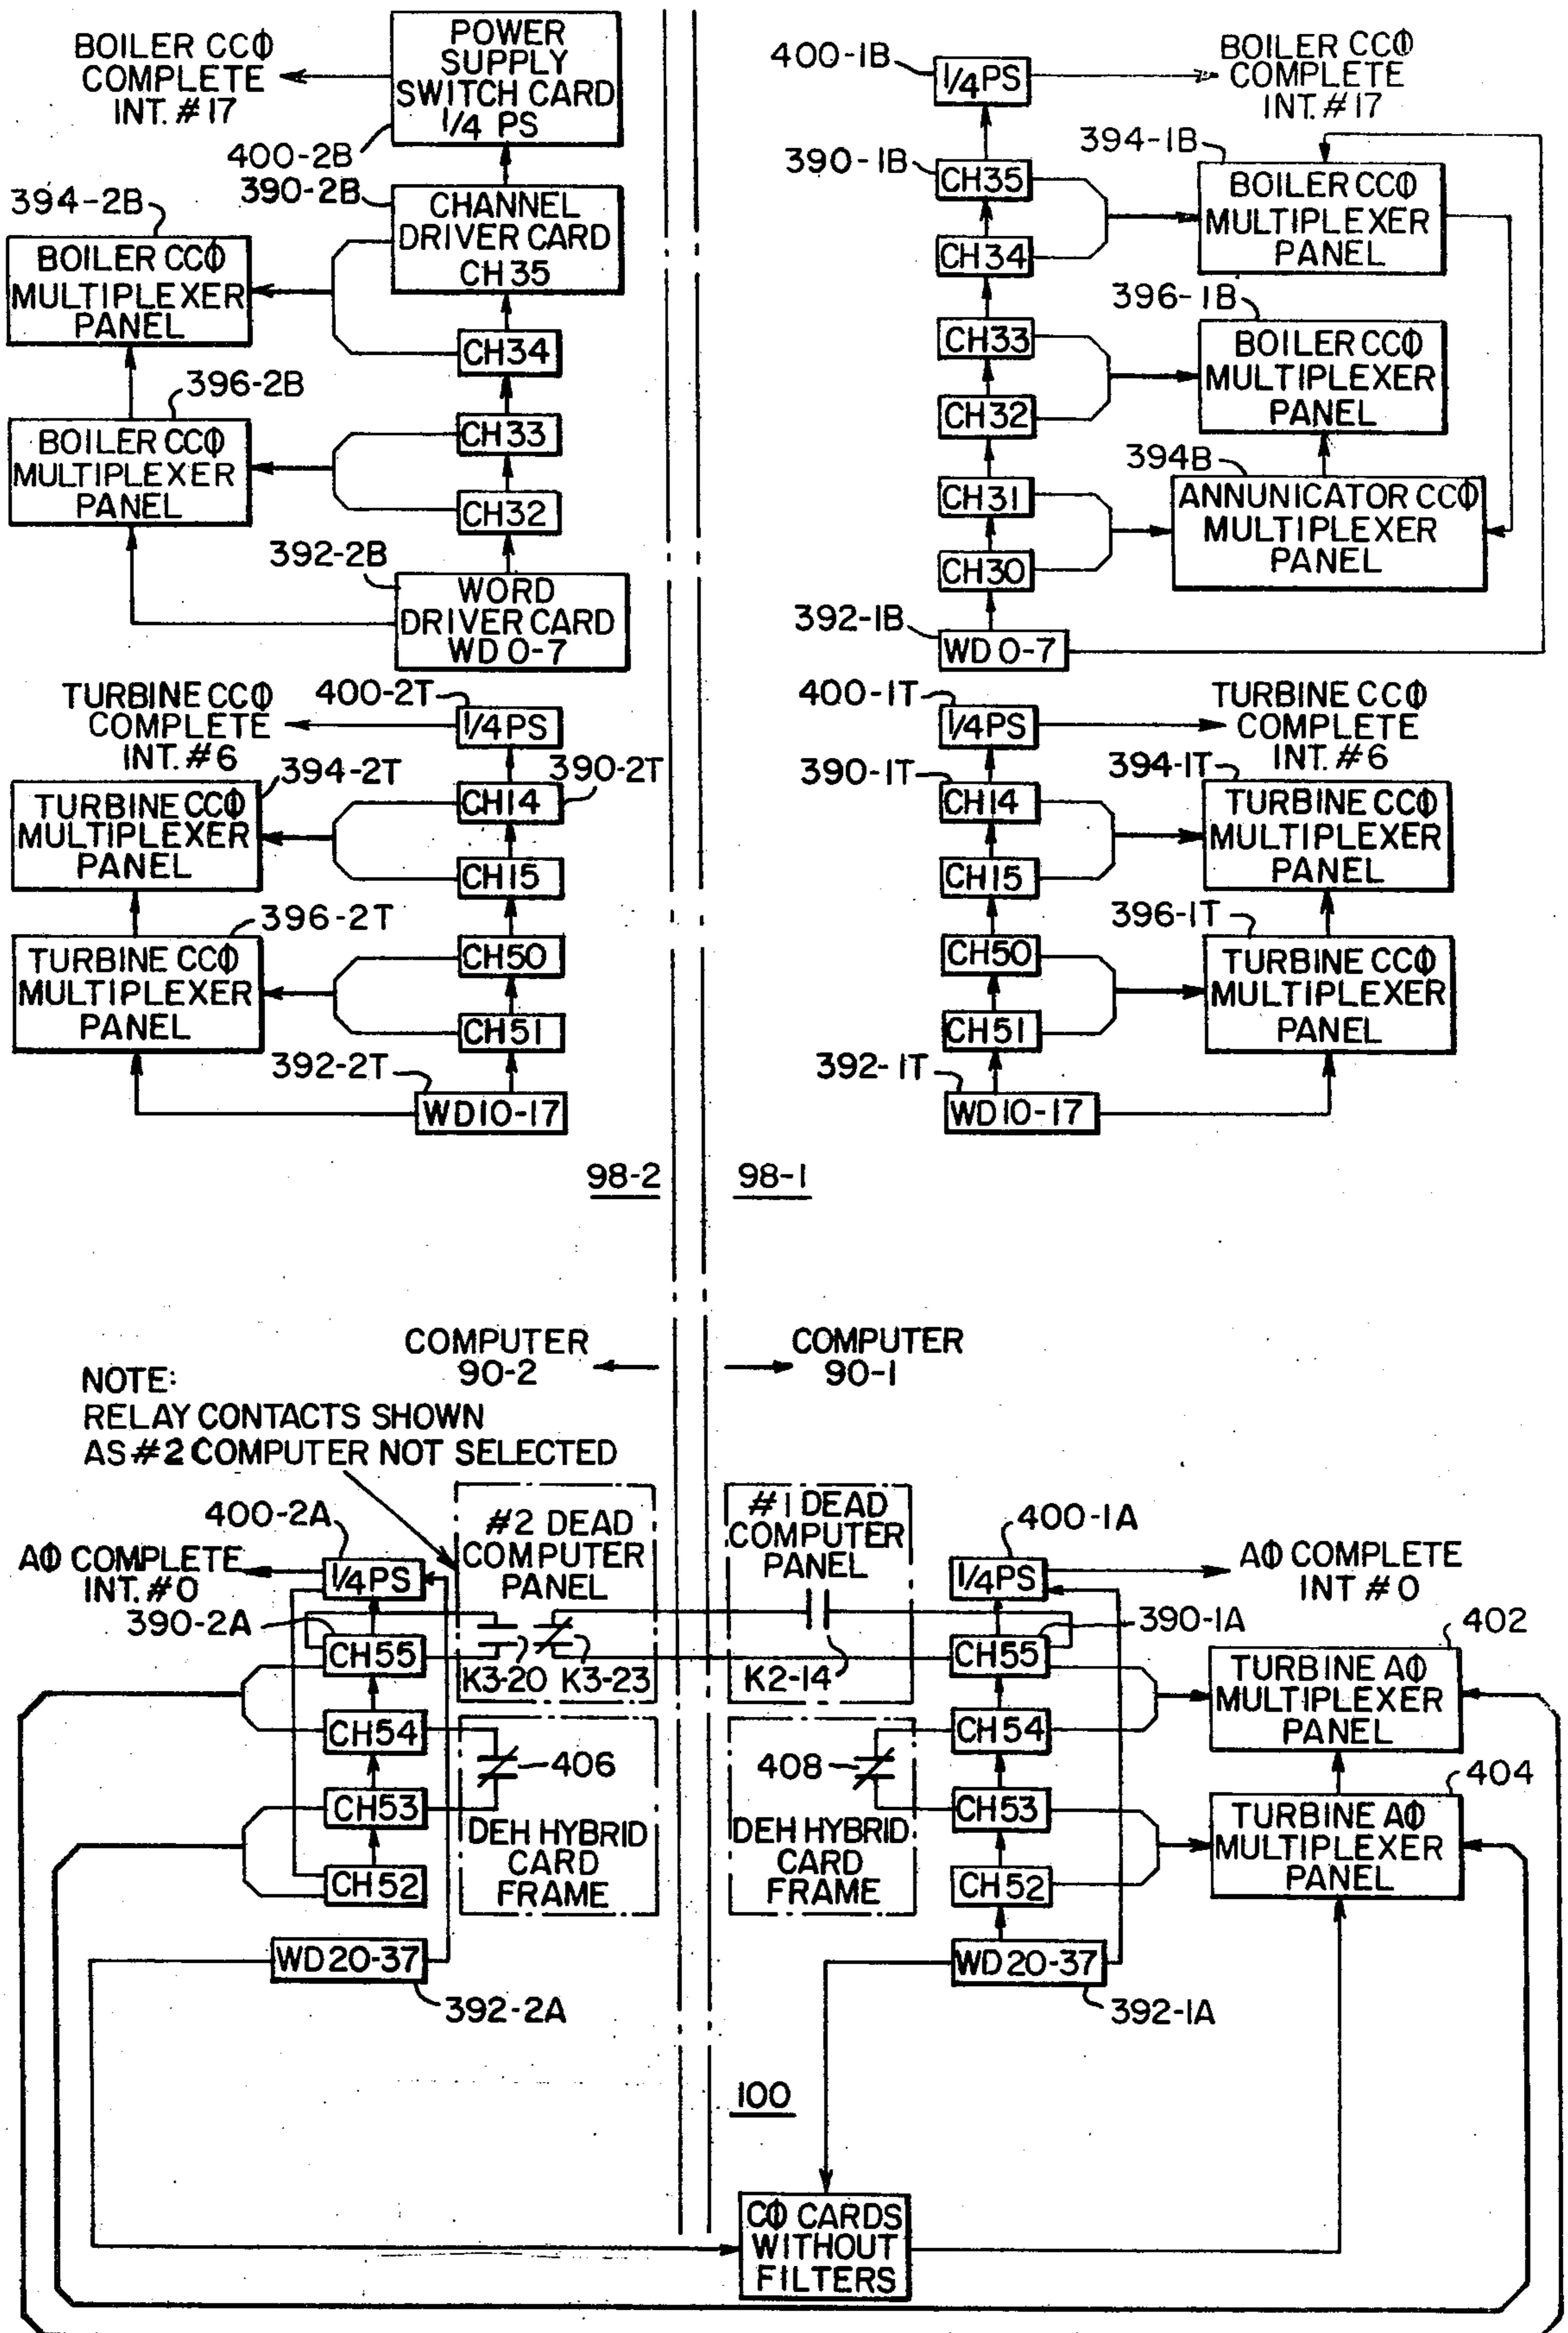 BOILER CCΦ
COMPLETE
INT. #17
POWER
SUPPLY
SWITCH CARD
1/4 PS
400-2B
390-2B
394-2B
CHANNEL
DRIVER CARD
CH35
BOILER CCΦ
MULTIPLEXER
PANEL
CH34
396-2B
BOILER CCΦ
MULTIPLEXER
PANEL
CH33
CH32
392-2B
WORD
DRIVER CARD
WD 0-7
400-1B
1/4 PS
BOILER CCΦ
COMPLETE
INT. #17
390-1B
CH35
394-1B
BOILER CCΦ
MULTIPLEXER
PANEL
CH34
396-1B
CH33
BOILER CCΦ
MULTIPLEXER
PANEL
CH32
394B
CH31
ANNUNICATOR CCΦ
MULTIPLEXER
PANEL
CH30
392-1B
WD 0-7
TURBINE CCΦ
COMPLETE
INT. #6
400-2T
1/4 PS
394-2T
390-2T
CH14
TURBINE CCΦ
MULTIPLEXER
PANEL
CH15
396-2T
TURBINE CCΦ
MULTIPLEXER
PANEL
CH50
CH51
392-2T
WD10-17
400-1T
1/4 PS
TURBINE CCΦ
COMPLETE
INT. #6
390-1T
CH14
394-1T
TURBINE CCΦ
MULTIPLEXER
PANEL
CH15
396-1T
CH50
TURBINE CCΦ
MULTIPLEXER
PANEL
CH51
392-1T
WD10-17
98-2
98-1
COMPUTER
90-2
COMPUTER
90-1
NOTE:
RELAY CONTACTS SHOWN
AS #2 COMPUTER NOT SELECTED
400-2A
AΦ COMPLETE
INT. #0
1/4 PS
390-2A
CH55
#2 DEAD
COMPUTER
PANEL
K3-20 K3-23
#1 DEAD
COMPUTER
PANEL
K2-14
400-1A
1/4 PS
AΦ COMPLETE
INT #0
390-1A
CH55
402
TURBINE AΦ
MULTIPLEXER
PANEL
CH54
406
DEH HYBRID
CARD
FRAME
CH53
CH52
408
DEH HYBRID
CARD
FRAME
CH54
CH53
CH52
404
TURBINE AΦ
MULTIPLEXER
PANEL
WD20-37
392-2A
WD20-37
392-1A
100
CΦ CARDS
WITHOUT
FILTERS